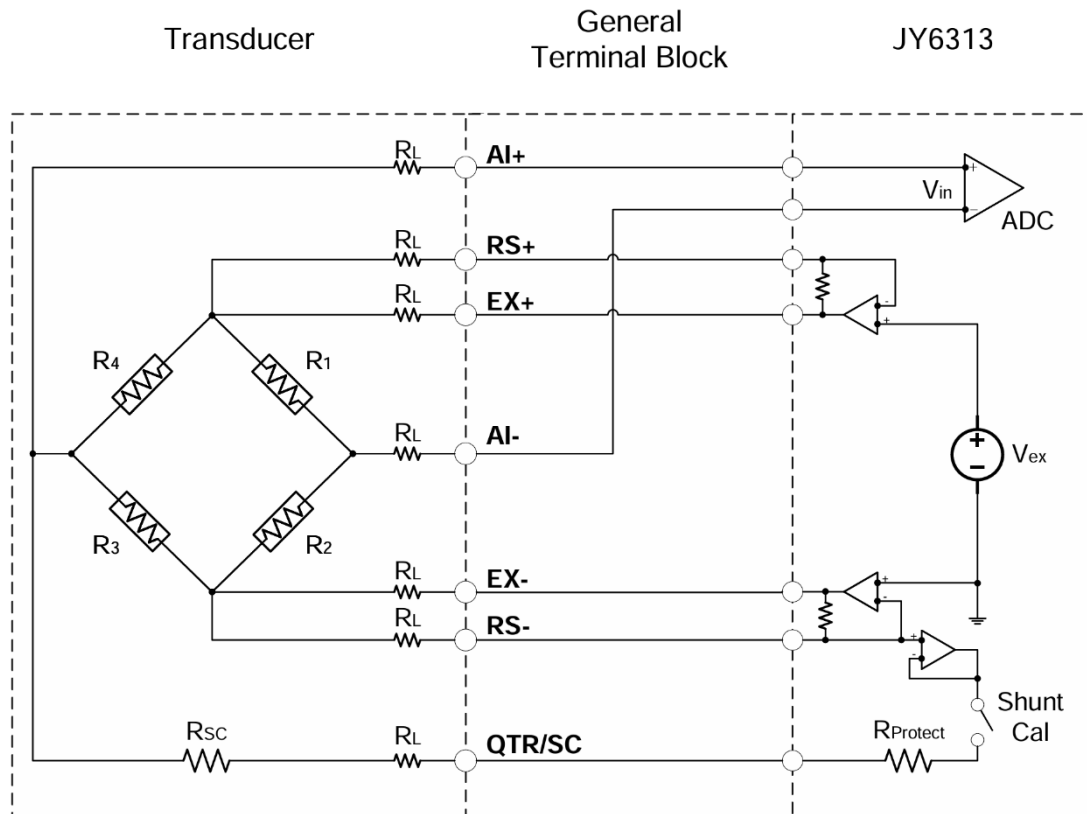 Transducer
General
Terminal Block
JY6313
RL
AI+
Vin
+
−
ADC
RL
RS+
RL
EX+
-
+
R4
R1
RL
AI-
+
−
Vex
R3
R2
RL
EX-
+
-
RL
RS-
+
-
Shunt
Cal
RSC
RL
QTR/SC
RProtect